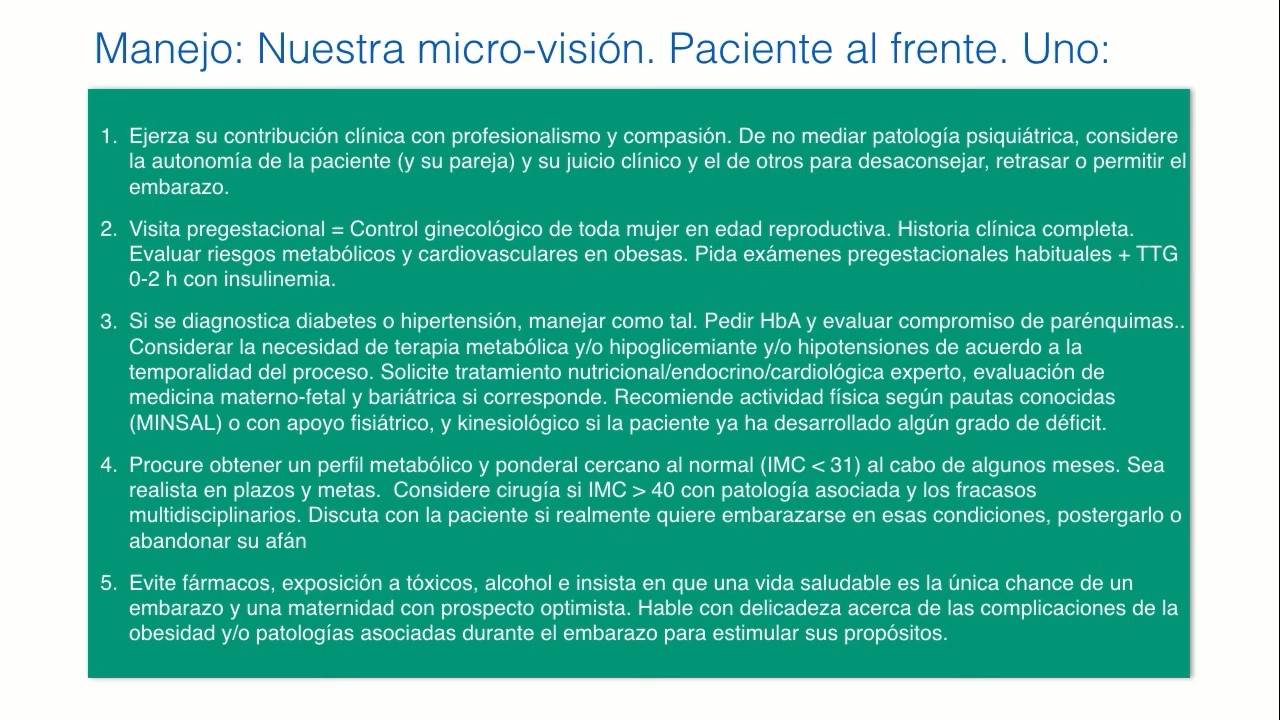 Manejo: Nuestra micro-visión. Paciente al frente. Uno:
1. Ejerza su contribución clínica con profesionalismo y compasión. De no mediar patología psiquiátrica, considere
la autonomía de la paciente (y su pareja) y su juicio clínico y el de otros para desaconsejar, retrasar o permitir el
embarazo.
2. Visita pregestacional = Control ginecológico de toda mujer en edad reproductiva. Historia clínica completa.
Evaluar riesgos metabólicos y cardiovasculares en obesas. Pida exámenes pregestacionales habituales + TTG
0-2 h con insulinemia.
3. Si se diagnostica diabetes o hipertensión, manejar como tal. Pedir HbA y evaluar compromiso de parénquimas..
Considerar la necesidad de terapia metabólica y/o hipoglicemiante y/o hipotensiones de acuerdo a la
temporalidad del proceso. Solicite tratamiento nutricional/endocrino/cardiológica experto, evaluación de
medicina materno-fetal y bariátrica si corresponde. Recomiende actividad física según pautas conocidas
(MINSAL) o con apoyo fisiátrico, y kinesiológico si la paciente ya ha desarrollado algún grado de déficit.
4. Procure obtener un perfil metabólico y ponderal cercano al normal (IMC < 31) al cabo de algunos meses. Sea
realista en plazos y metas.  Considere cirugía si IMC > 40 con patología asociada y los fracasos
multidisciplinarios. Discuta con la paciente si realmente quiere embarazarse en esas condiciones, postergarlo o
abandonar su afán
5. Evite fármacos, exposición a tóxicos, alcohol e insista en que una vida saludable es la única chance de un
embarazo y una maternidad con prospecto optimista. Hable con delicadeza acerca de las complicaciones de la
obesidad y/o patologías asociadas durante el embarazo para estimular sus propósitos.